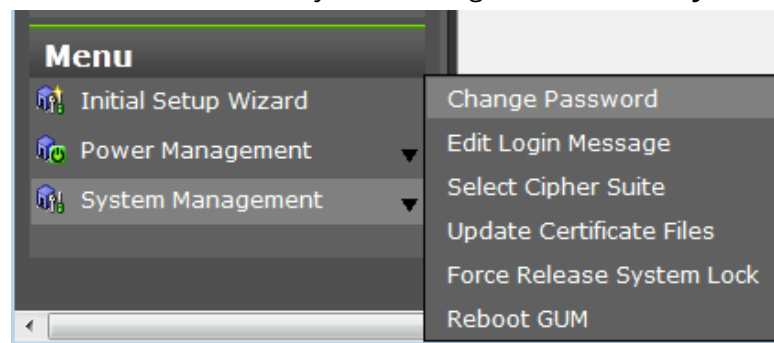 Menu
Initial Setup Wizard
Power Management
System Management
Change Password
Edit Login Message
Select Cipher Suite
Update Certificate Files
Force Release System Lock
Reboot GUM